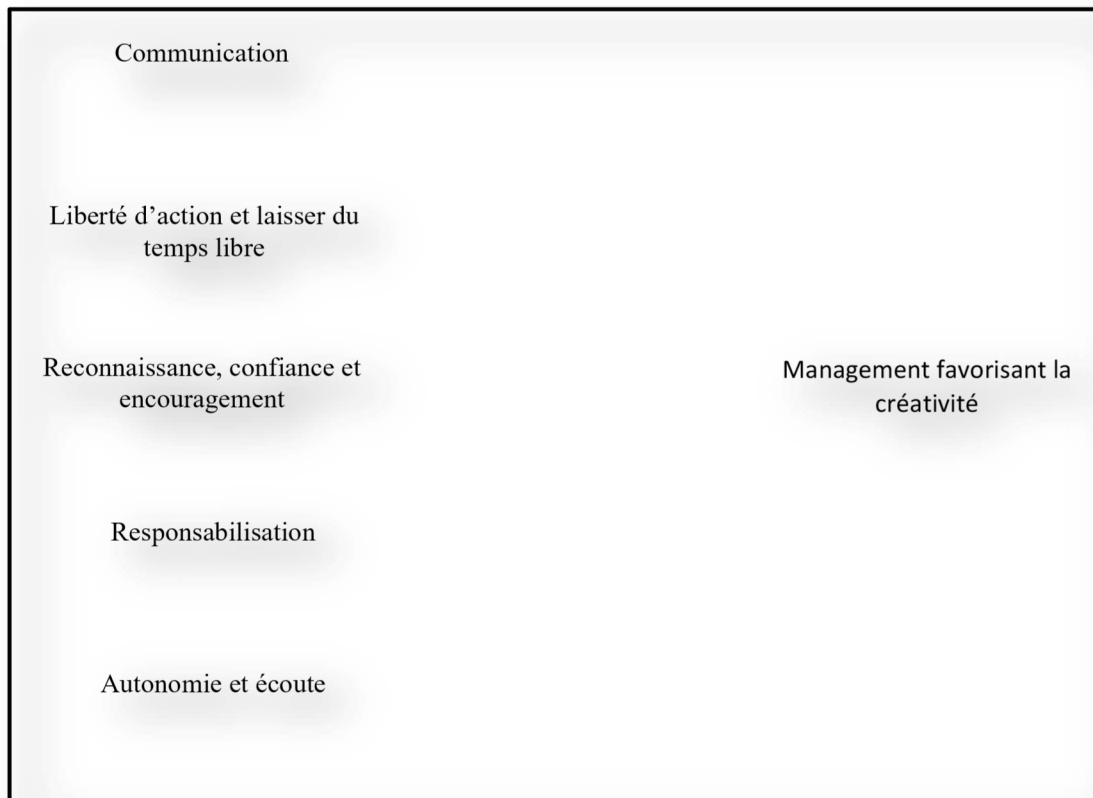 Communication
Liberté d’action et laisser du
temps libre
Reconnaissance, confiance et
encouragement
Management favorisant la
créativité
Responsabilisation
Autonomie et écoute